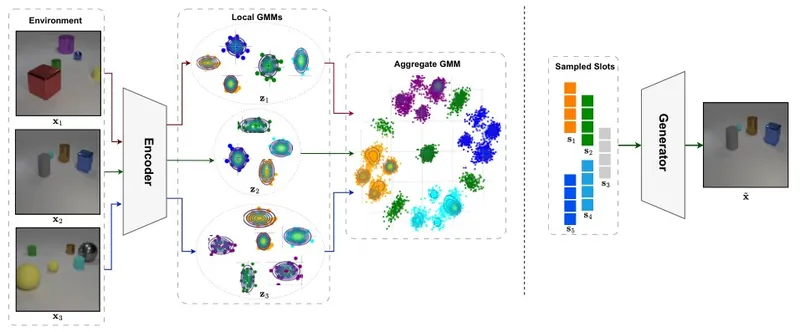 Environment
x₁
x₂
x₃
Encoder
Local GMMs
z₁
z₂
z₃
Aggregate GMM
Sampled Slots
s₁
s₂
s₃
s₄
s₅
Generator
x̃